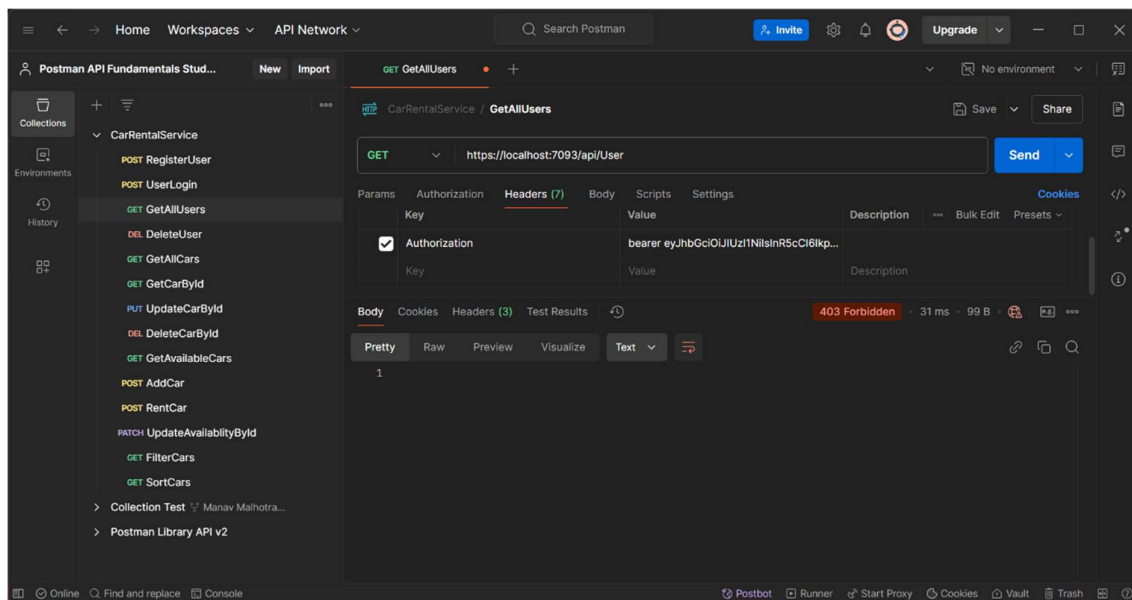 Home Workspaces API Network Search Postman Invite Upgrade
Postman API Fundamentals Stud... New Import GET GetAllUsers No environment
Collections
Environments
History
CarRentalService
POST RegisterUser
POST UserLogin
GET GetAllUsers
DEL DeleteUser
GET GetAllCars
GET GetCarById
PUT UpdateCarById
DEL DeleteCarById
GET GetAvailableCars
POST AddCar
POST RentCar
PATCH UpdateAvailablityById
GET FilterCars
GET SortCars
Collection Test Manav Malhotra...
Postman Library API v2
HTTP CarRentalService / GetAllUsers Save Share
GET https://localhost:7093/api/User Send
Params Authorization Headers (7) Body Scripts Settings Cookies
Key Value Description Bulk Edit Presets
Authorization bearer eyJhbGciOiJIUzI1NiIsInR5cCI6Ikp...
Key Value Description
Body Cookies Headers (3) Test Results 403 Forbidden 31 ms 99 B
Pretty Raw Preview Visualize Text
1
Online Find and replace Console Postbot Runner Start Proxy Cookies Vault Trash